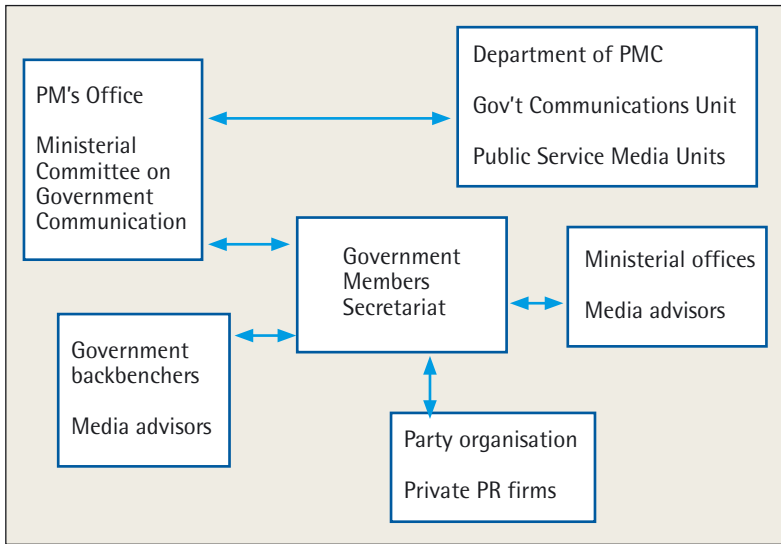 PM's Office
Ministerial
Committee on
Government
Communication
Department of PMC
Gov't Communications Unit
Public Service Media Units
Government
Members
Secretariat
Ministerial offices
Media advisors
Government
backbenchers
Media advisors
Party organisation
Private PR firms